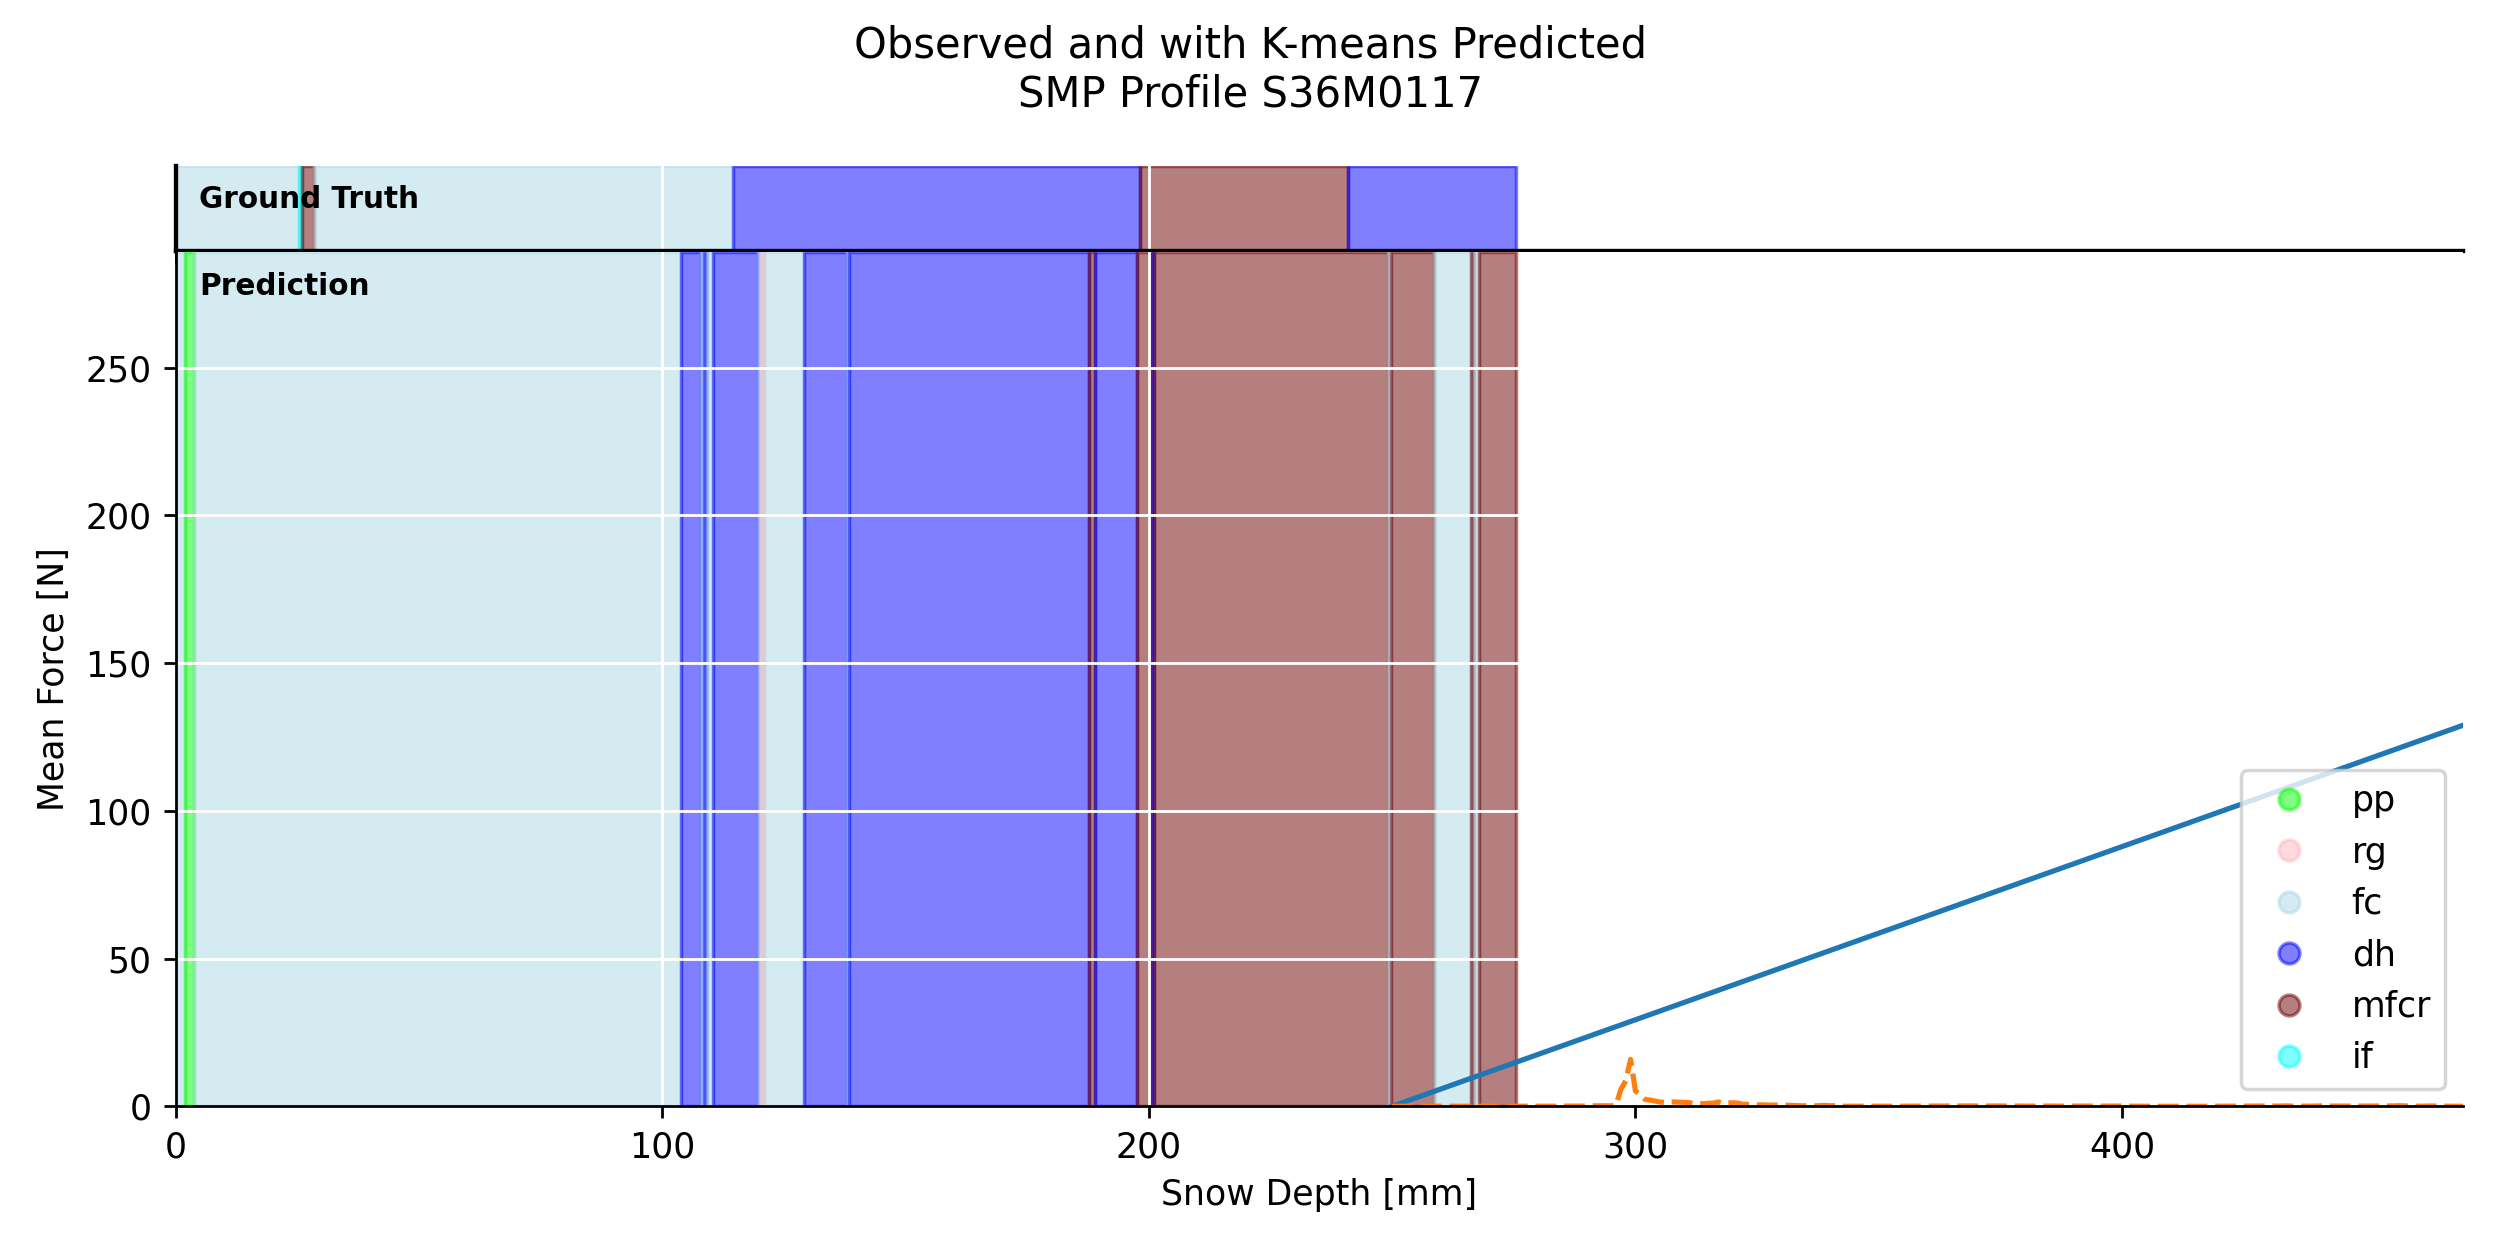 Observed and with K-means Predicted
SMP Profile S36M0117
Ground Truth
Prediction
250
200
150
100
50
0
Mean Force [N]
0 100 200 300 400
Snow Depth [mm]
pp
rg
fc
dh
mfcr
if